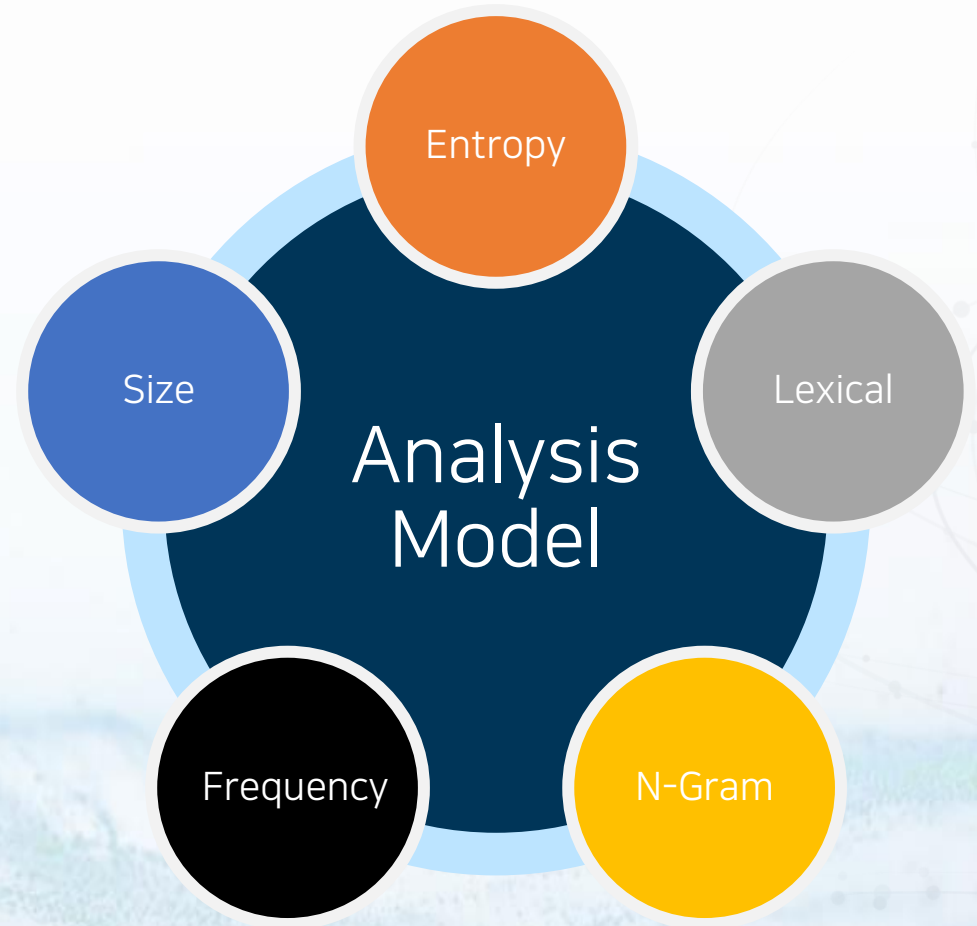 Entropy
Size
Lexical
Analysis
Model
Frequency
N-Gram